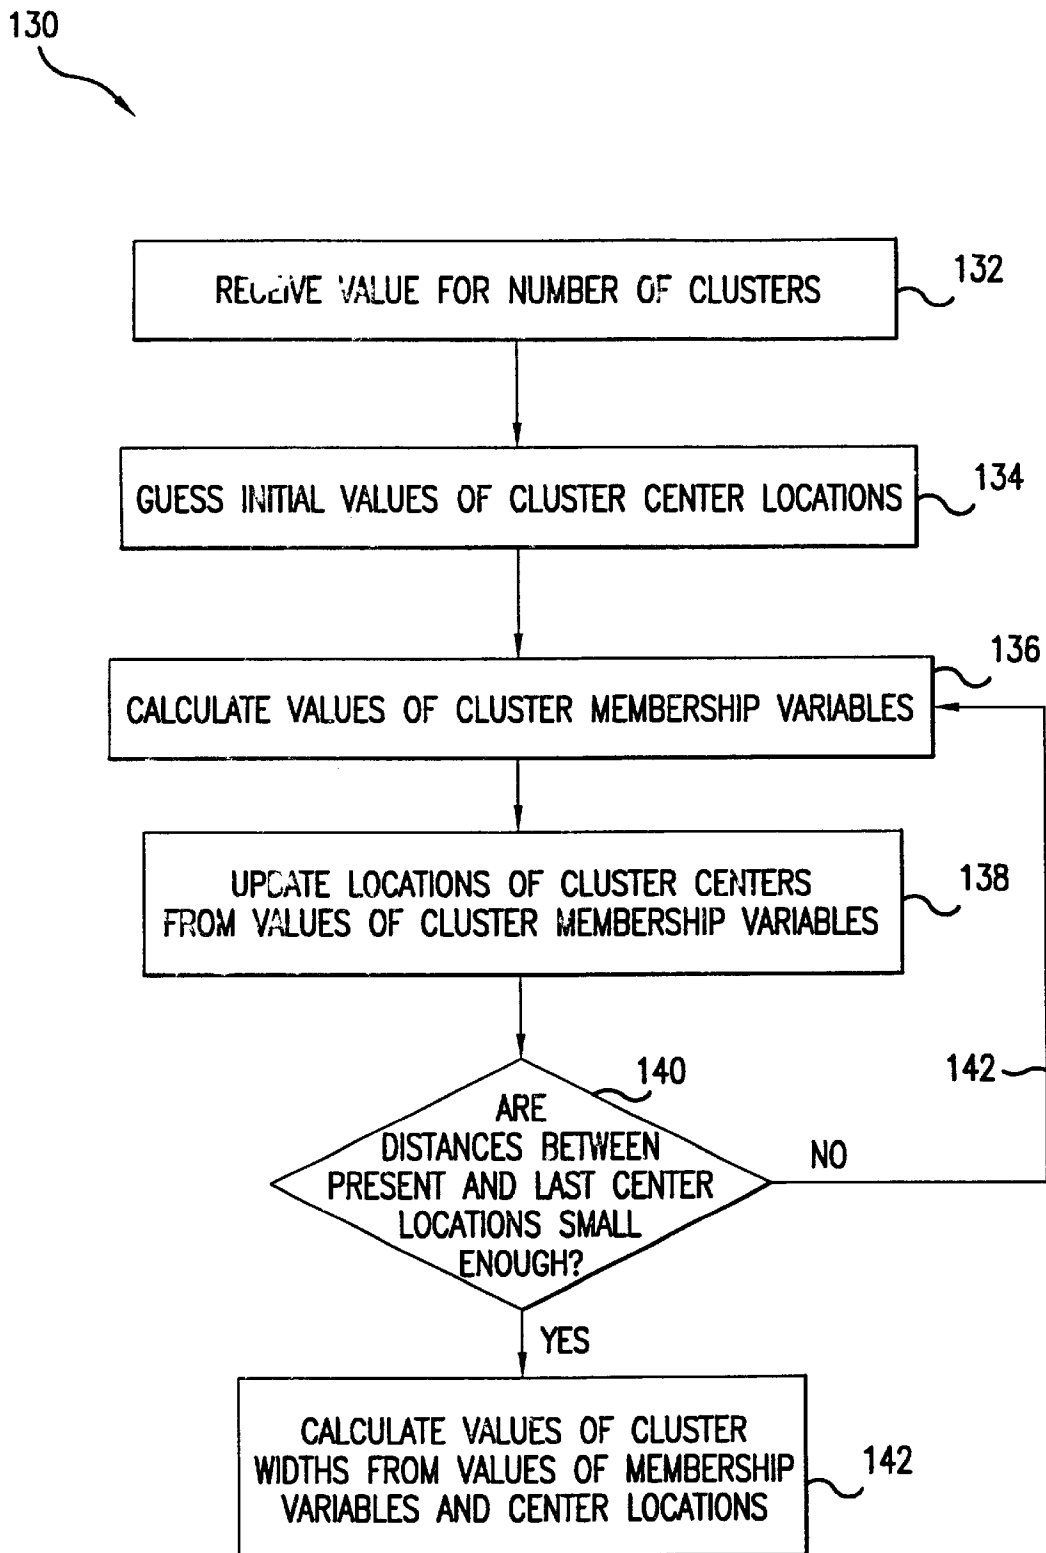 130
RECEIVE VALUE FOR NUMBER OF CLUSTERS
132
GUESS INITIAL VALUES OF CLUSTER CENTER LOCATIONS
134
136
CALCULATE VALUES OF CLUSTER MEMBERSHIP VARIABLES
UPDATE LOCATIONS OF CLUSTER CENTERS
FROM VALUES OF CLUSTER MEMBERSHIP VARIABLES
138
140
142
ARE
DISTANCES BETWEEN
PRESENT AND LAST CENTER
LOCATIONS SMALL
ENOUGH?
NO
YES
CALCULATE VALUES OF CLUSTER
WIDTHS FROM VALUES OF MEMBERSHIP
VARIABLES AND CENTER LOCATIONS
142